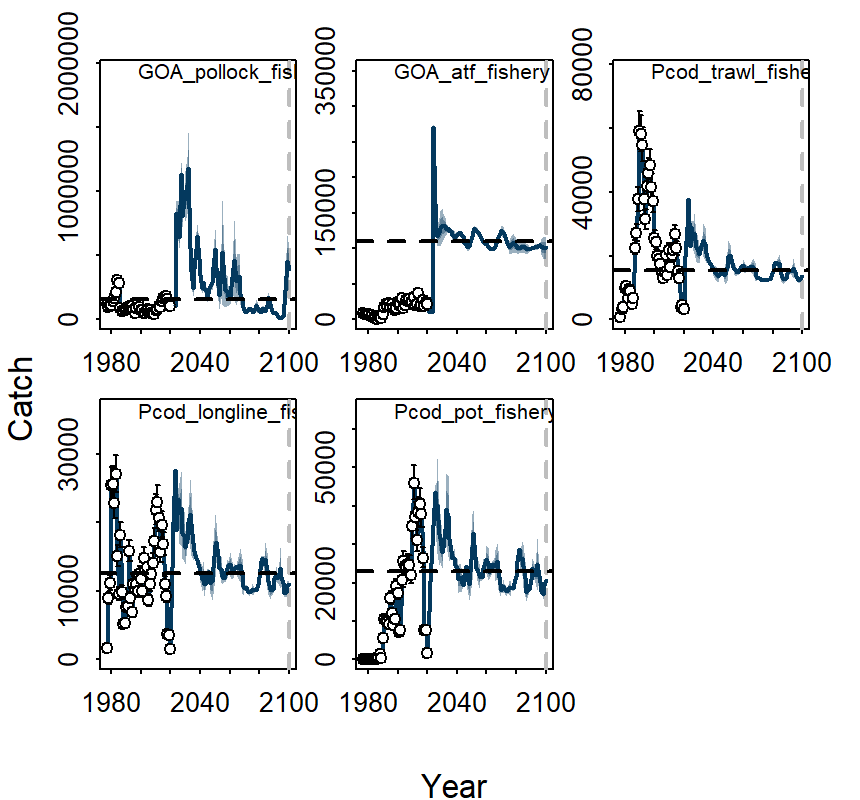 GOA_pollock_fish
0 1000000 2000000
1980 2040 2100
GOA_atf_fishery
0 150000 350000
1980 2040 2100
Pcod_trawl_fishe
0 40000 80000
1980 2040 2100
Pcod_longline_fis
0 10000 30000
1980 2040 2100
Pcod_pot_fishery
0 20000 50000
1980 2040 2100
Catch
Year